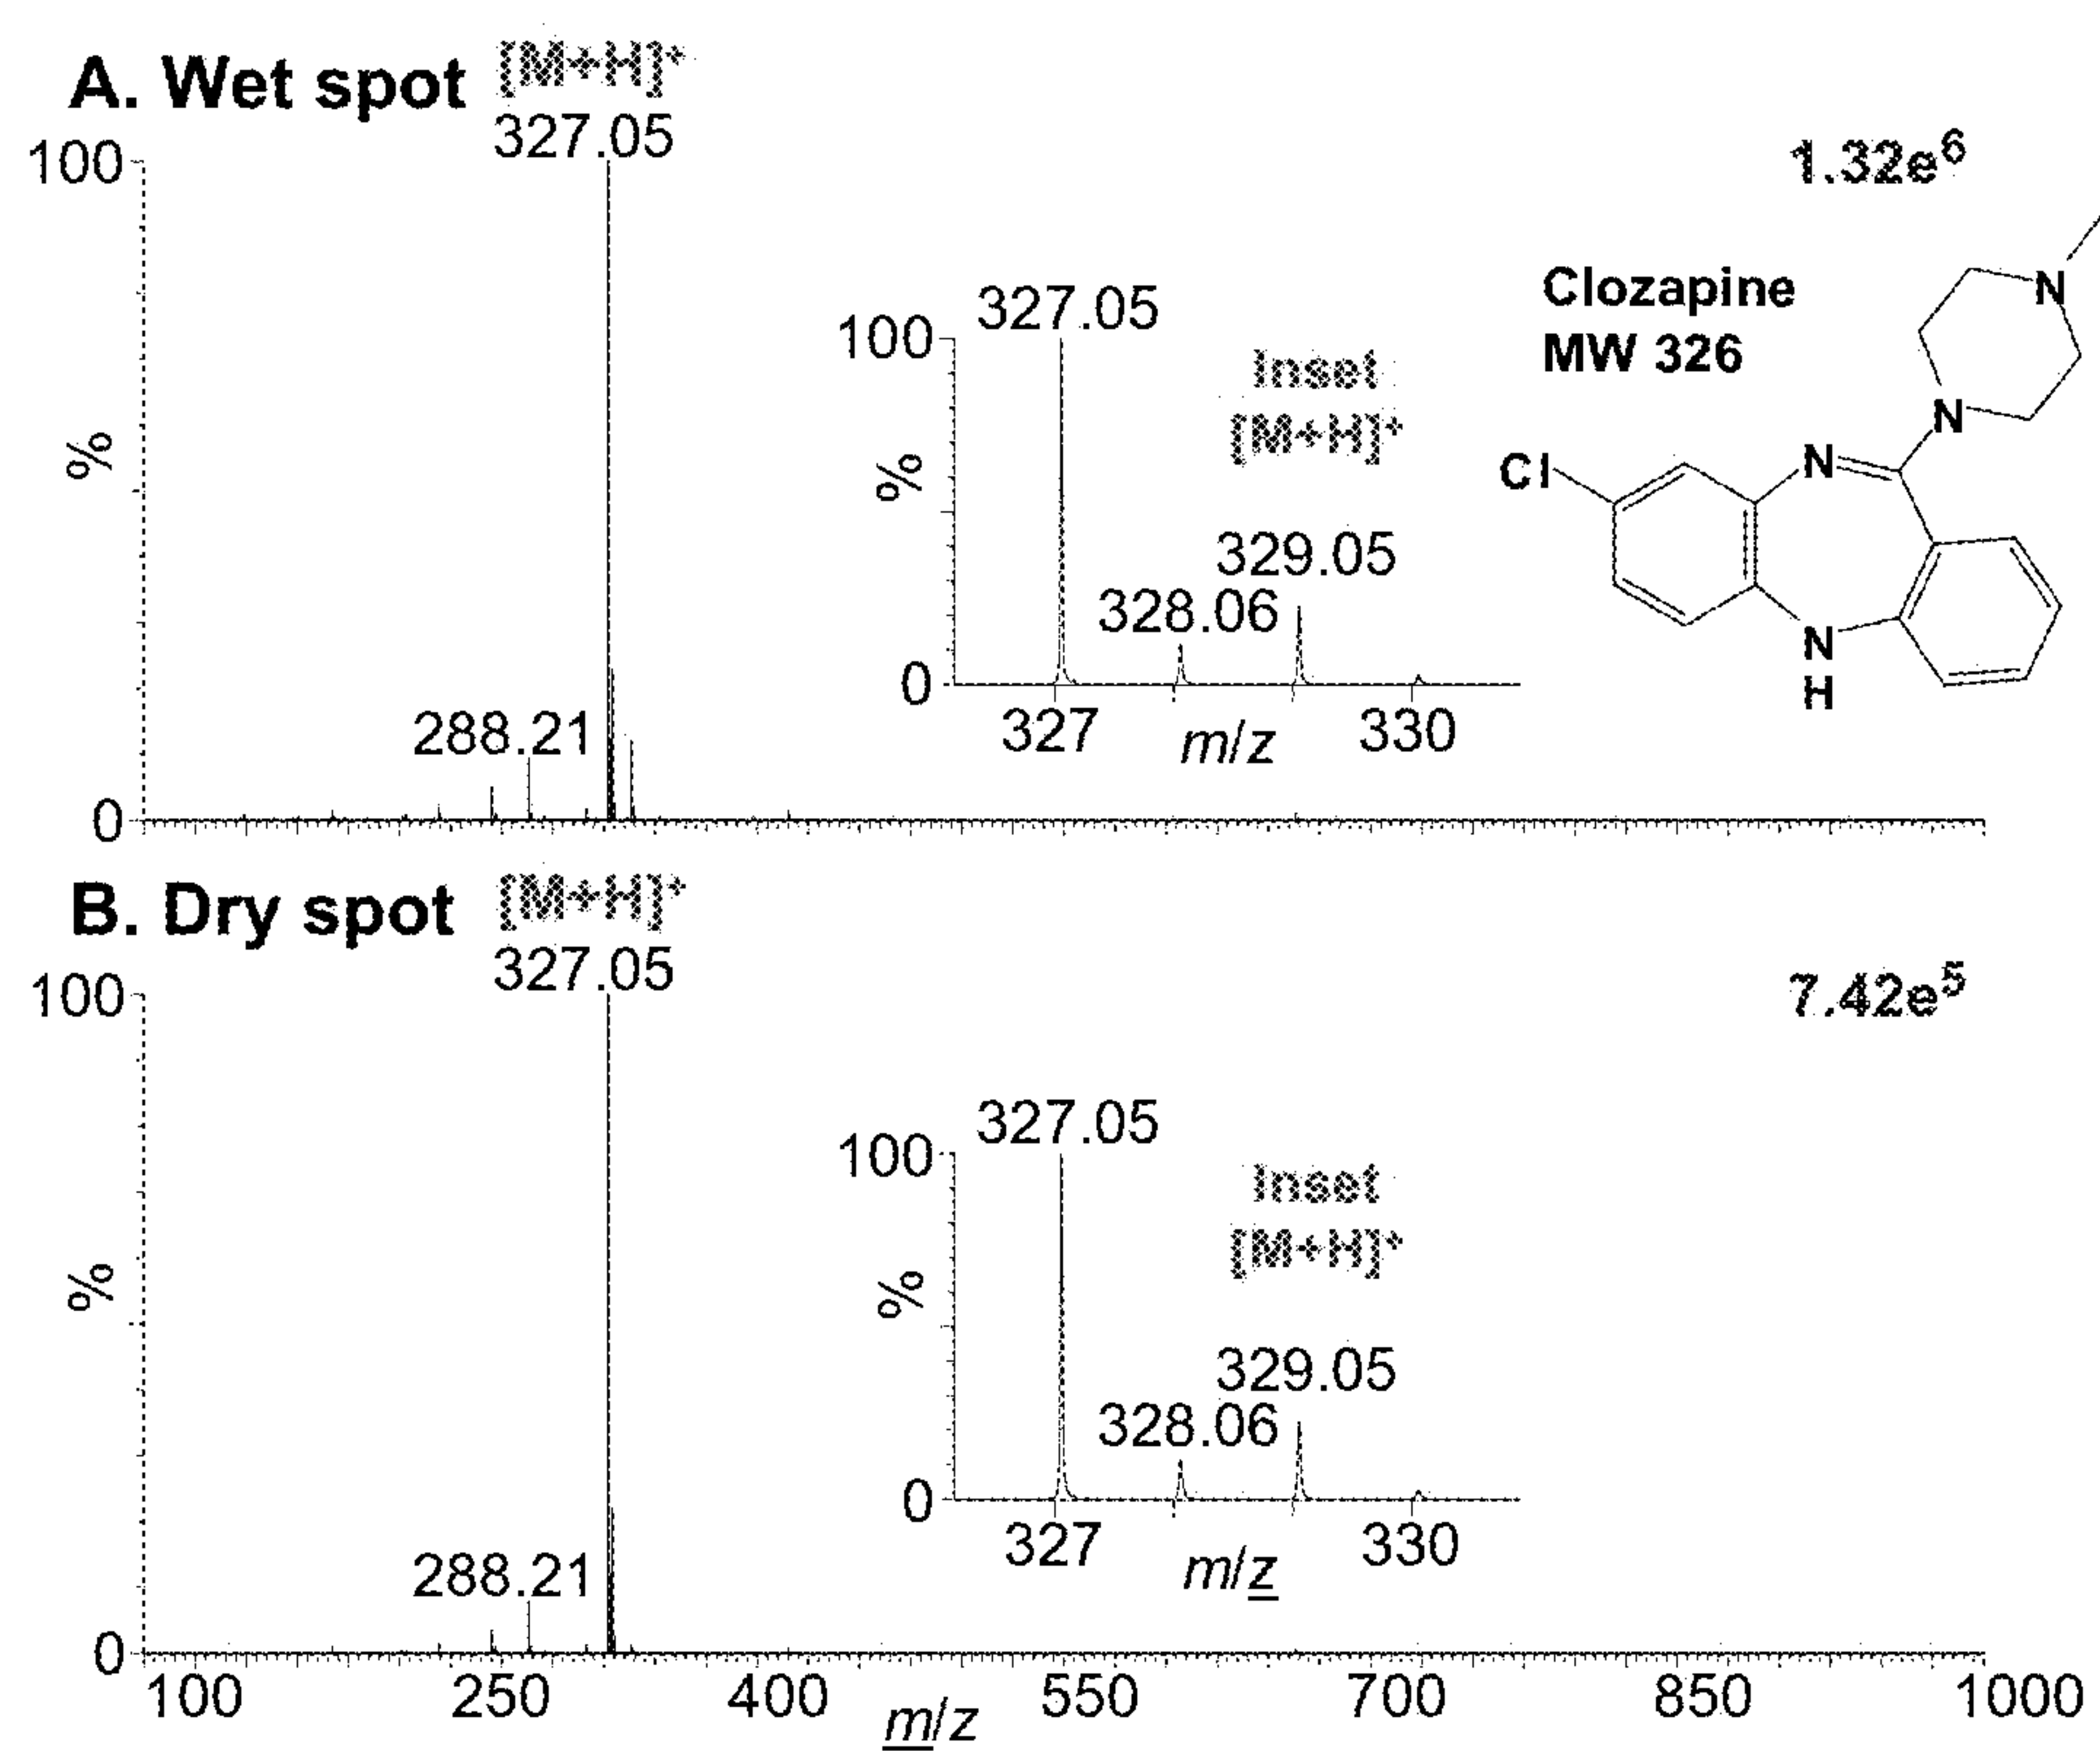 A. Wet spot
[M+H]+
327.05
100
1.32e6
%
288.21
0
327.05
100
Inset
[M+H]+
%
329.05
328.06
0
327
m/z
330
Clozapine
MW 326
N
N
Cl
N
N
H
B. Dry spot
[M+H]+
327.05
100
7.42e5
%
288.21
0
327.05
100
Inset
[M+H]+
%
329.05
328.06
0
327
m/z
330
100
250
400
m/z
550
700
850
1000